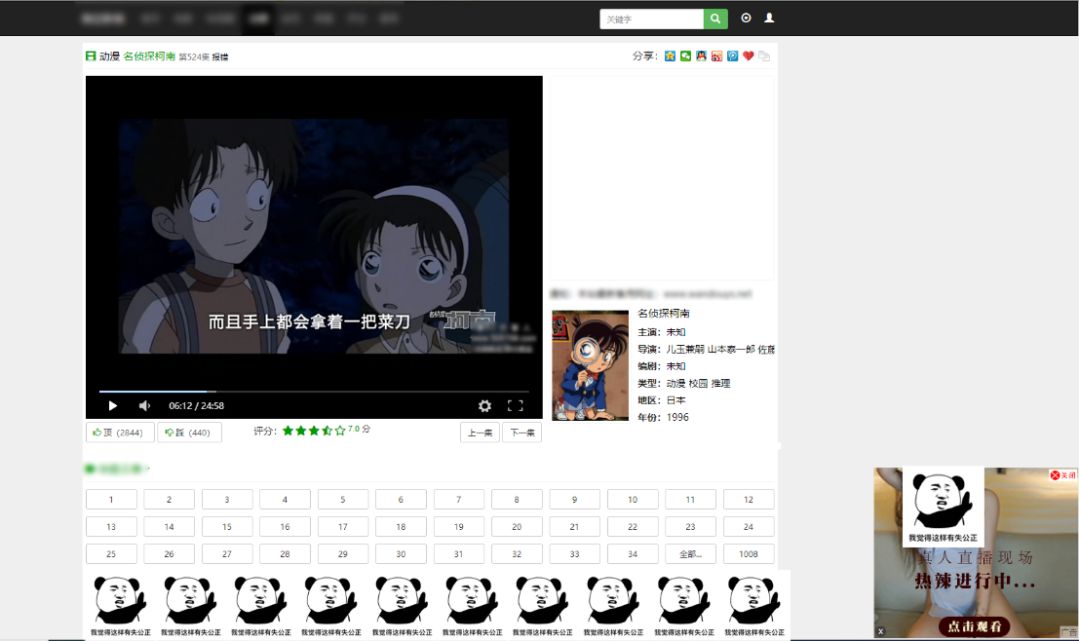 关键字
动漫 名侦探柯南 第524集 报错
分享:
而且手上都会拿着一把菜刀
06:12 / 24:58
顶 (2844) 踩 (440) 评分: 7.0分 上一集 下一集
名侦探柯南
主演: 未知
导演: 儿玉兼嗣 山本泰一郎 佐藤
编剧: 未知
类型: 动漫 校园 推理
地区: 日本
年份: 1996
1 2 3 4 5 6 7 8 9 10 11 12
13 14 15 16 17 18 19 20 21 22 23 24
25 26 27 28 29 30 31 32 33 34 全部... 1008
我觉得这样有失公正 我觉得这样有失公正 我觉得这样有失公正 我觉得这样有失公正 我觉得这样有失公正 我觉得这样有失公正 我觉得这样有失公正 我觉得这样有失公正 我觉得这样有失公正 我觉得这样有失公正
关闭
我觉得这样有失公正
真人直播现场
热辣进行中...
点击观看
X
广告